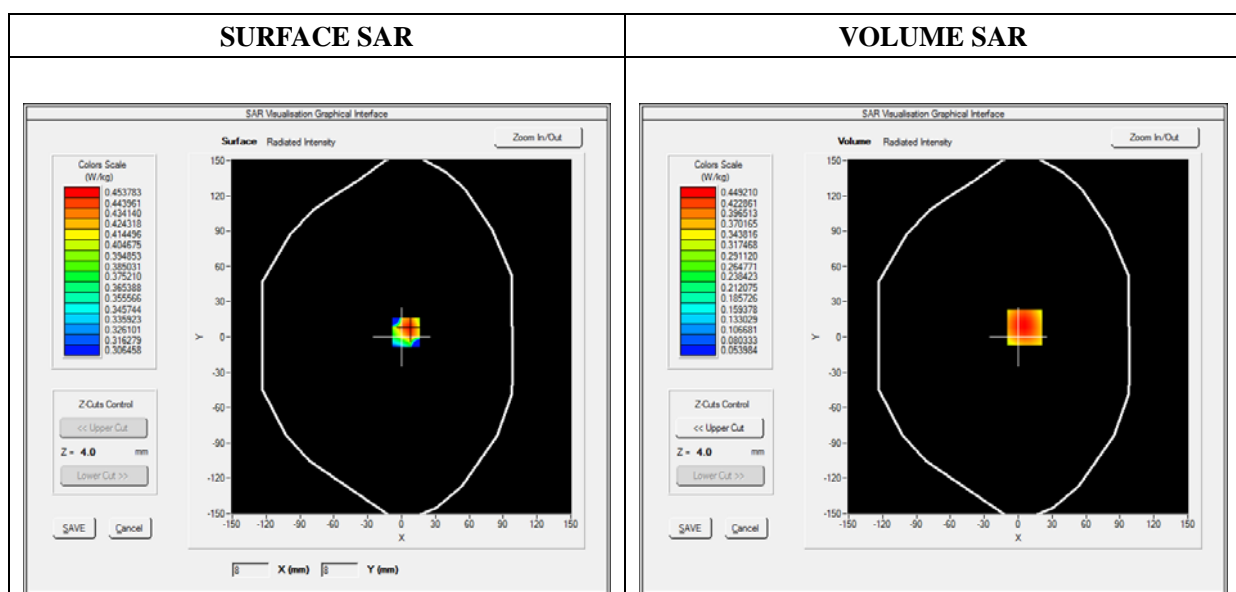 SURFACE SAR
VOLUME SAR
SAR Visualisation Graphical Interface
Surface Radiated Intensity
Zoom In/Out
Colors Scale
(W/kg)
0.453783
0.443961
0.434140
0.424318
0.414496
0.404675
0.394853
0.385031
0.375210
0.365388
0.355566
0.345744
0.335923
0.326101
0.316279
0.306458
Z-Cuts Control
<< Upper Cut
Z = 4.0 mm
Lower Cut >>
SAVE
Cancel
150
120
90
60
30
0
-30
-60
-90
-120
-150
Y
-150 -120 -90 -60 -30 0 30 60 90 120 150
X
8 X (mm) 8 Y (mm)
SAR Visualisation Graphical Interface
Volume Radiated Intensity
Zoom In/Out
Colors Scale
(W/kg)
0.449210
0.422861
0.396513
0.370165
0.343816
0.317468
0.291120
0.264771
0.238423
0.212075
0.185726
0.159378
0.133029
0.106681
0.080333
0.053984
Z-Cuts Control
<< Upper Cut
Z = 4.0 mm
Lower Cut >>
SAVE
Cancel
150
120
90
60
30
0
-30
-60
-90
-120
-150
Y
-150 -120 -90 -60 -30 0 30 60 90 120 150
X